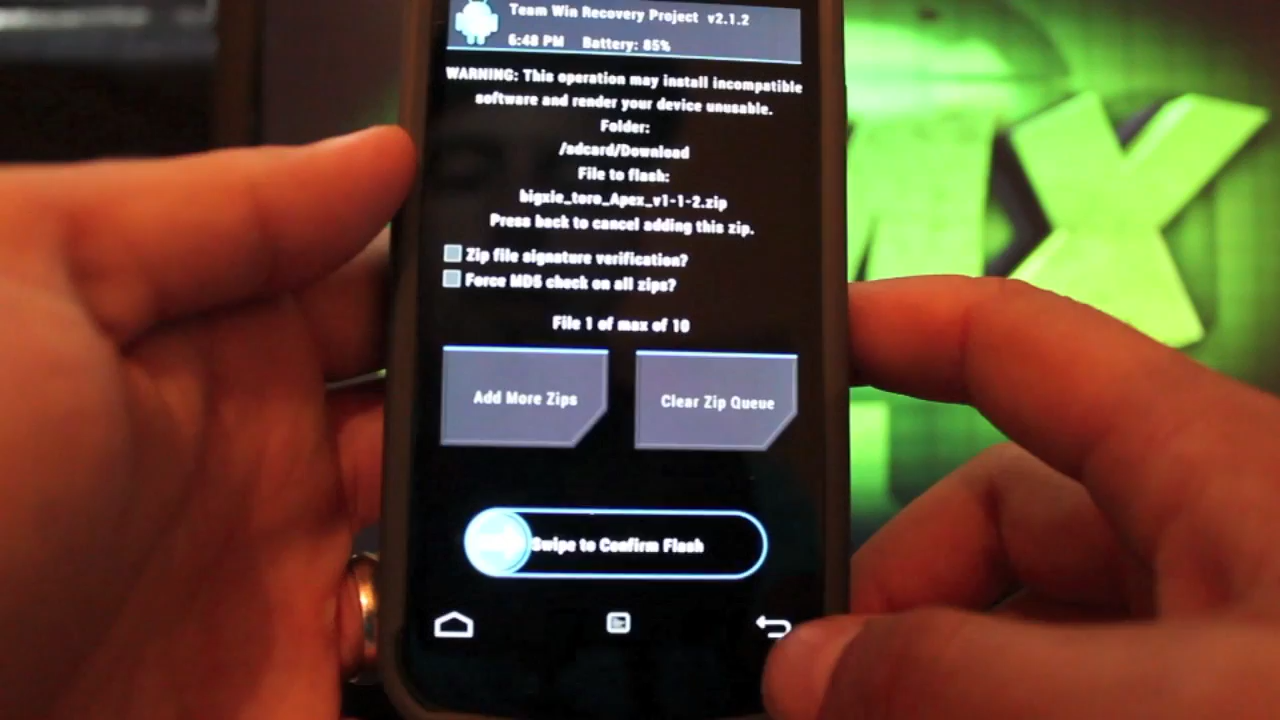 Team Win Recovery Project v2.1.2
6:48 PM Battery: 85%
WARNING: This operation may install incompatible
software and render your device unusable.
Folder:
/sdcard/Download
File to flash:
bigxie_toro_Apex_v1-1-2.zip
Press back to cancel adding this zip.
Zip file signature verification?
Force MD5 check on all zips?
File 1 of max of 10
Add More Zips
Clear Zip Queue
Swipe to Confirm Flash
X